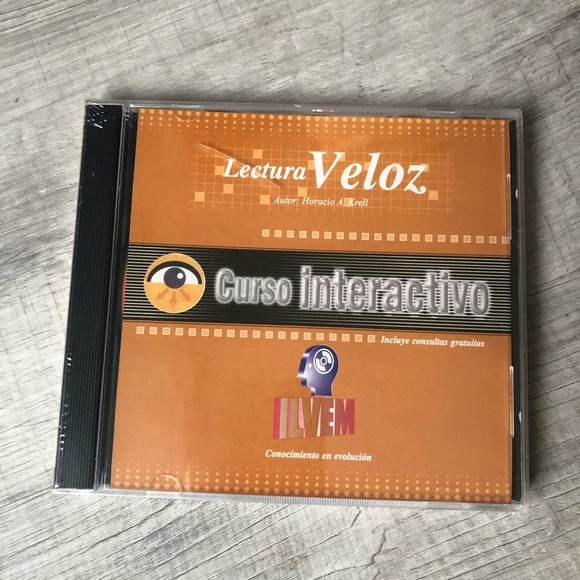 Lectura Veloz
Autor: Horacio A. Krell
Curso interactivo
Incluye consultas gratuitas
ILVEM
Conocimiento en evolución